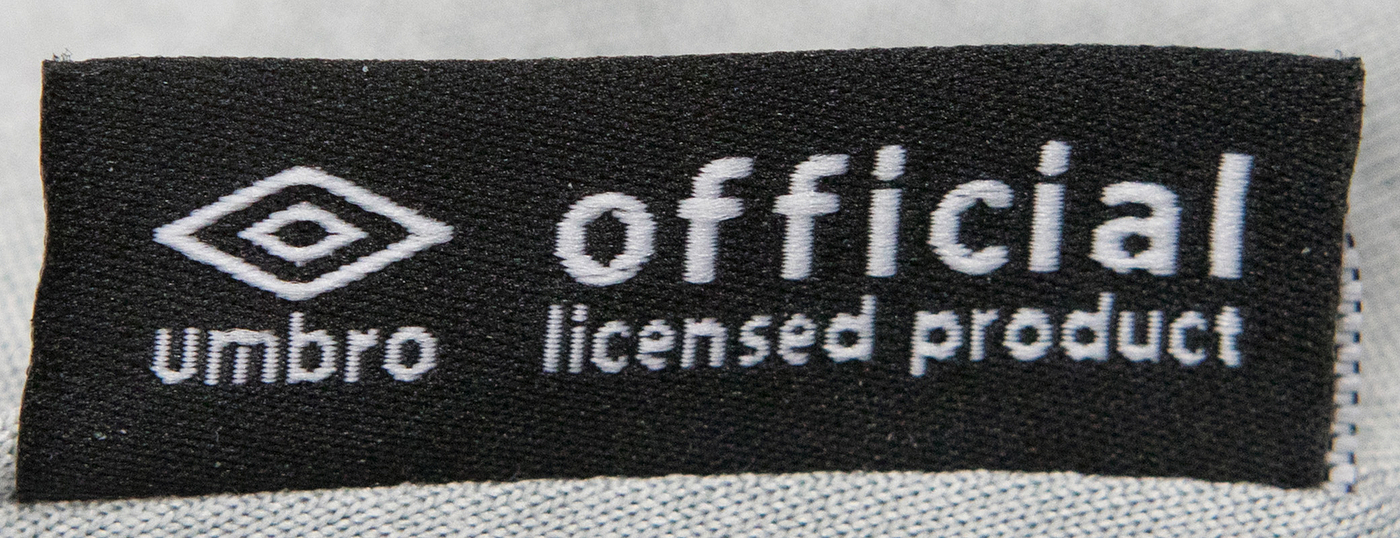 official
umbro
licensed product